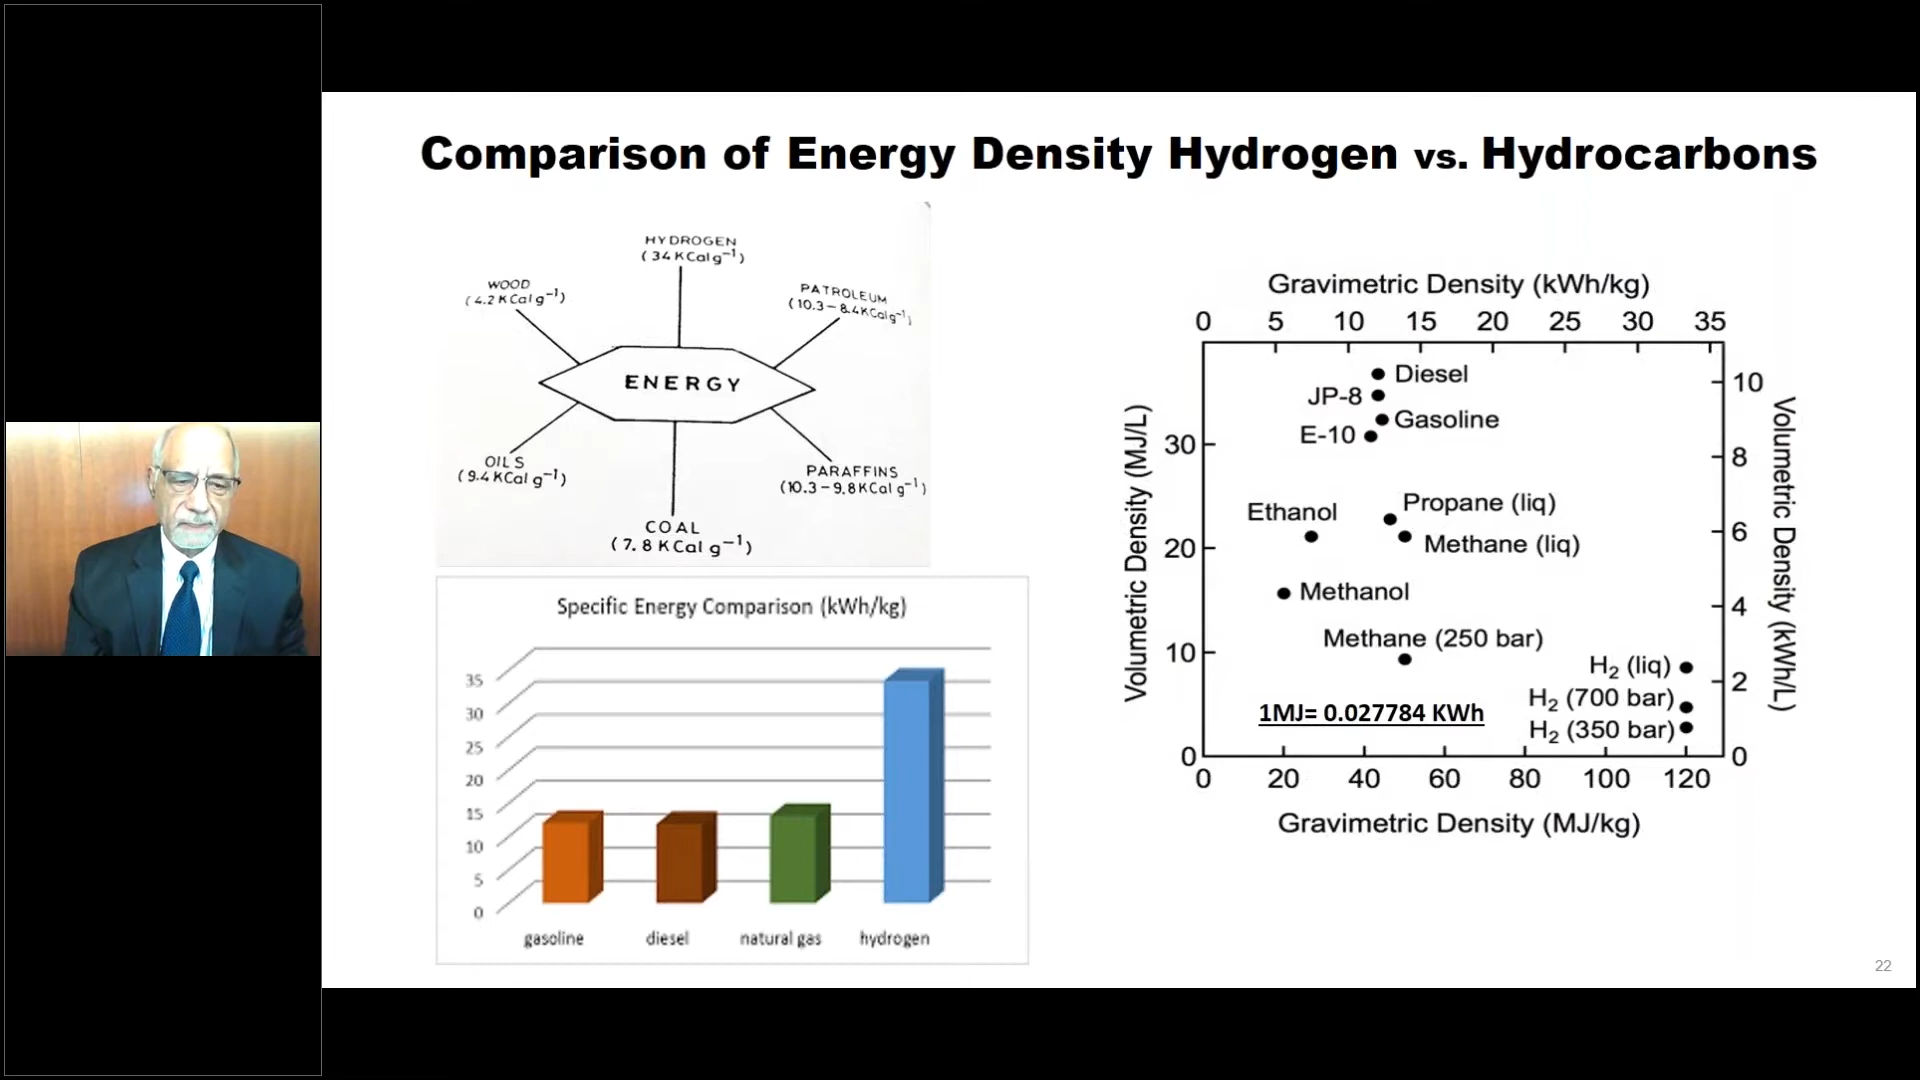 Comparison of Energy Density Hydrogen vs. Hydrocarbons
HYDROGEN
(34 KCal g⁻¹)
WOOD
(4.2 KCal g⁻¹)
PATROLEUM
(10.3-8.4KCal g⁻¹)
ENERGY
OILS
(9.4 KCal g⁻¹)
PARAFFINS
(10.3-9.8KCal g⁻¹)
COAL
(7.8 KCal g⁻¹)
Specific Energy Comparison (kWh/kg)
35
30
25
20
15
10
5
0
gasoline diesel natural gas hydrogen
Gravimetric Density (kWh/kg)
0 5 10 15 20 25 30 35
Volumetric Density (MJ/L)
30
20
10
0
Diesel
JP-8
Gasoline
E-10
Propane (liq)
Ethanol
Methane (liq)
Methanol
Methane (250 bar)
H₂ (liq)
H₂ (700 bar)
H₂ (350 bar)
1MJ= 0.027784 KWh
10
8
6
4
2
0
Volumetric Density (kWh/L)
0 20 40 60 80 100 120
Gravimetric Density (MJ/kg)
22